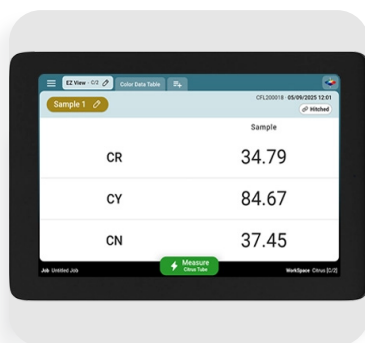 EZ View - C/2 Color Data Table
Sample 1 CFL200018 - 05/09/2025 12:01
Hitched
Sample
CR 34.79
CY 84.67
CN 37.45
Measure
Citrus Tube
Job Untitled Job WorkSpace Citrus [C/2]